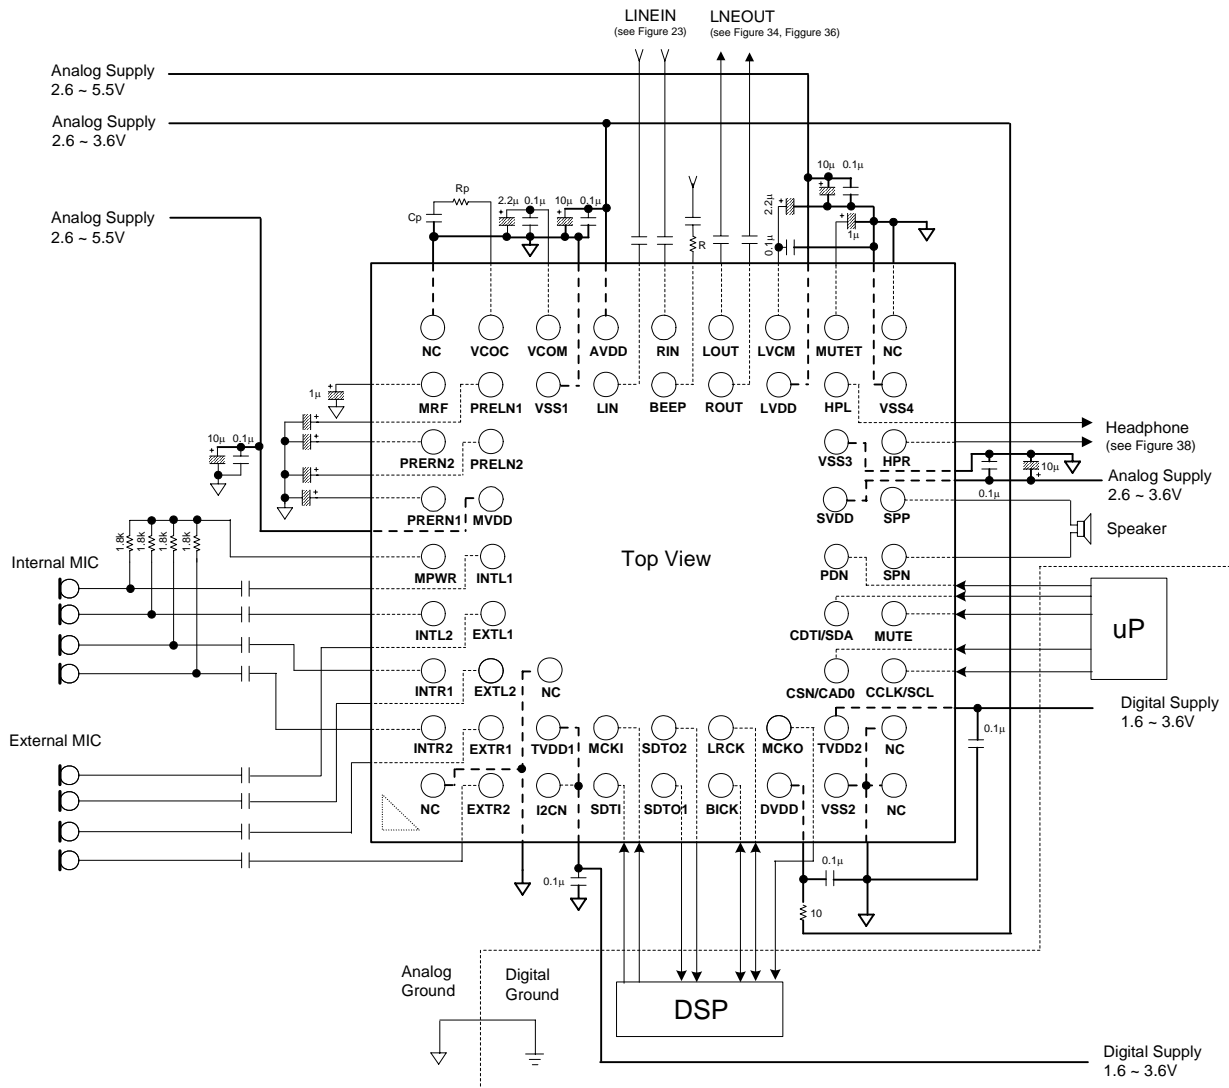 LINEIN
(see Figure 23)
LNEOUT
(see Figure 34, Figgure 36)
Analog Supply
2.6 ~ 5.5V
Analog Supply
2.6 ~ 3.6V
Analog Supply
2.6 ~ 5.5V
Rp
Cp
2.2µ 0.1µ 10µ 0.1µ
R
10µ 0.1µ
2.2µ
1µ
0.1µ
NC VCOC VCOM AVDD RIN LOUT LVCM MUTET NC
1µ
MRF PRELN1 VSS1 LIN BEEP ROUT LVDD HPL VSS4
Headphone
(see Figure 38)
10µ 0.1µ
PRERN2 PRELN2 VSS3 HPR
10µ
0.1µ
Analog Supply
2.6 ~ 3.6V
PRERN1 MVDD SVDD SPP
1.8k 1.8k 1.8k 1.8k
Speaker
Top View
Internal MIC
MPWR INTL1 PDN SPN
INTL2 EXTL1 CDTI/SDA MUTE
uP
INTR1 EXTL2 NC CSN/CAD0 CCLK/SCL
Digital Supply
1.6 ~ 3.6V
0.1µ
External MIC
INTR2 EXTR1 TVDD1 MCKI SDTO2 LRCK MCKO TVDD2 NC
NC EXTR2 I2CN SDTI SDTO1 BICK DVDD VSS2 NC
0.1µ
0.1µ
10
Analog
Ground
Digital
Ground
DSP
Digital Supply
1.6 ~ 3.6V